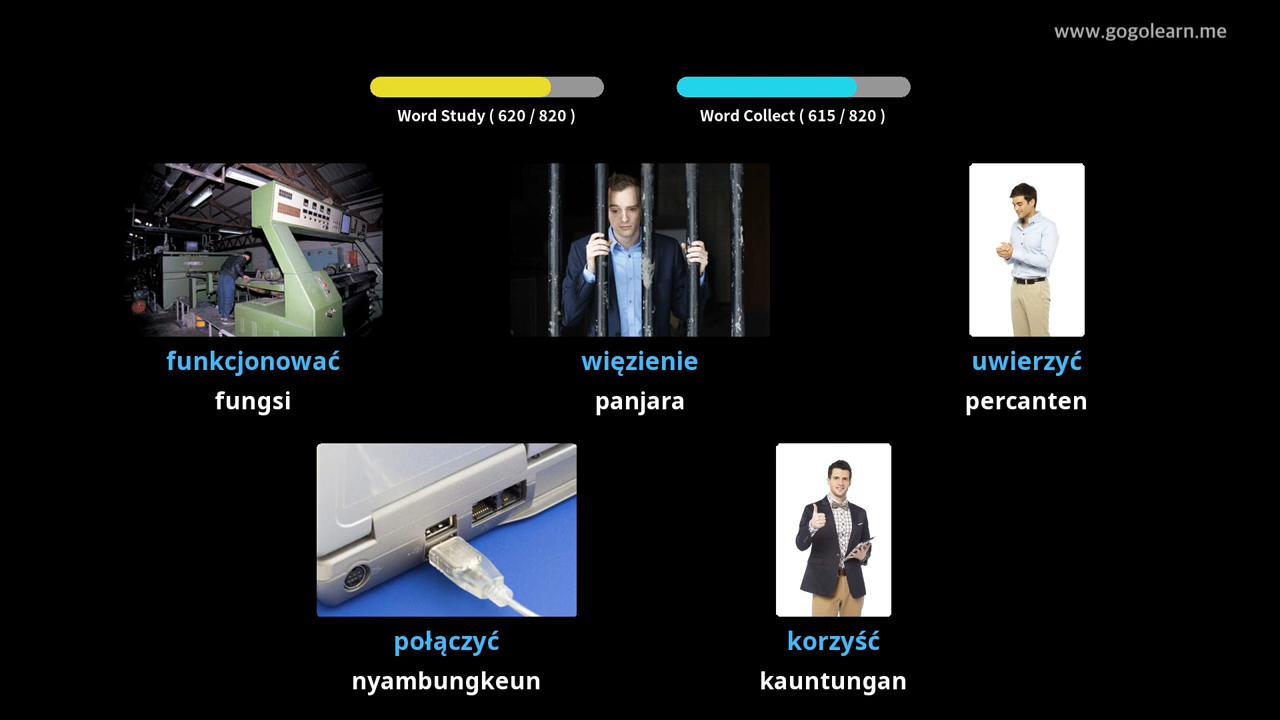 www.gogolearn.me
Word Study ( 620 / 820 )
Word Collect ( 615 / 820 )
funkcjonować
fungsi
więzienie
panjara
uwierzyć
percanten
połączyć
nyambungkeun
korzyść
kauntungan